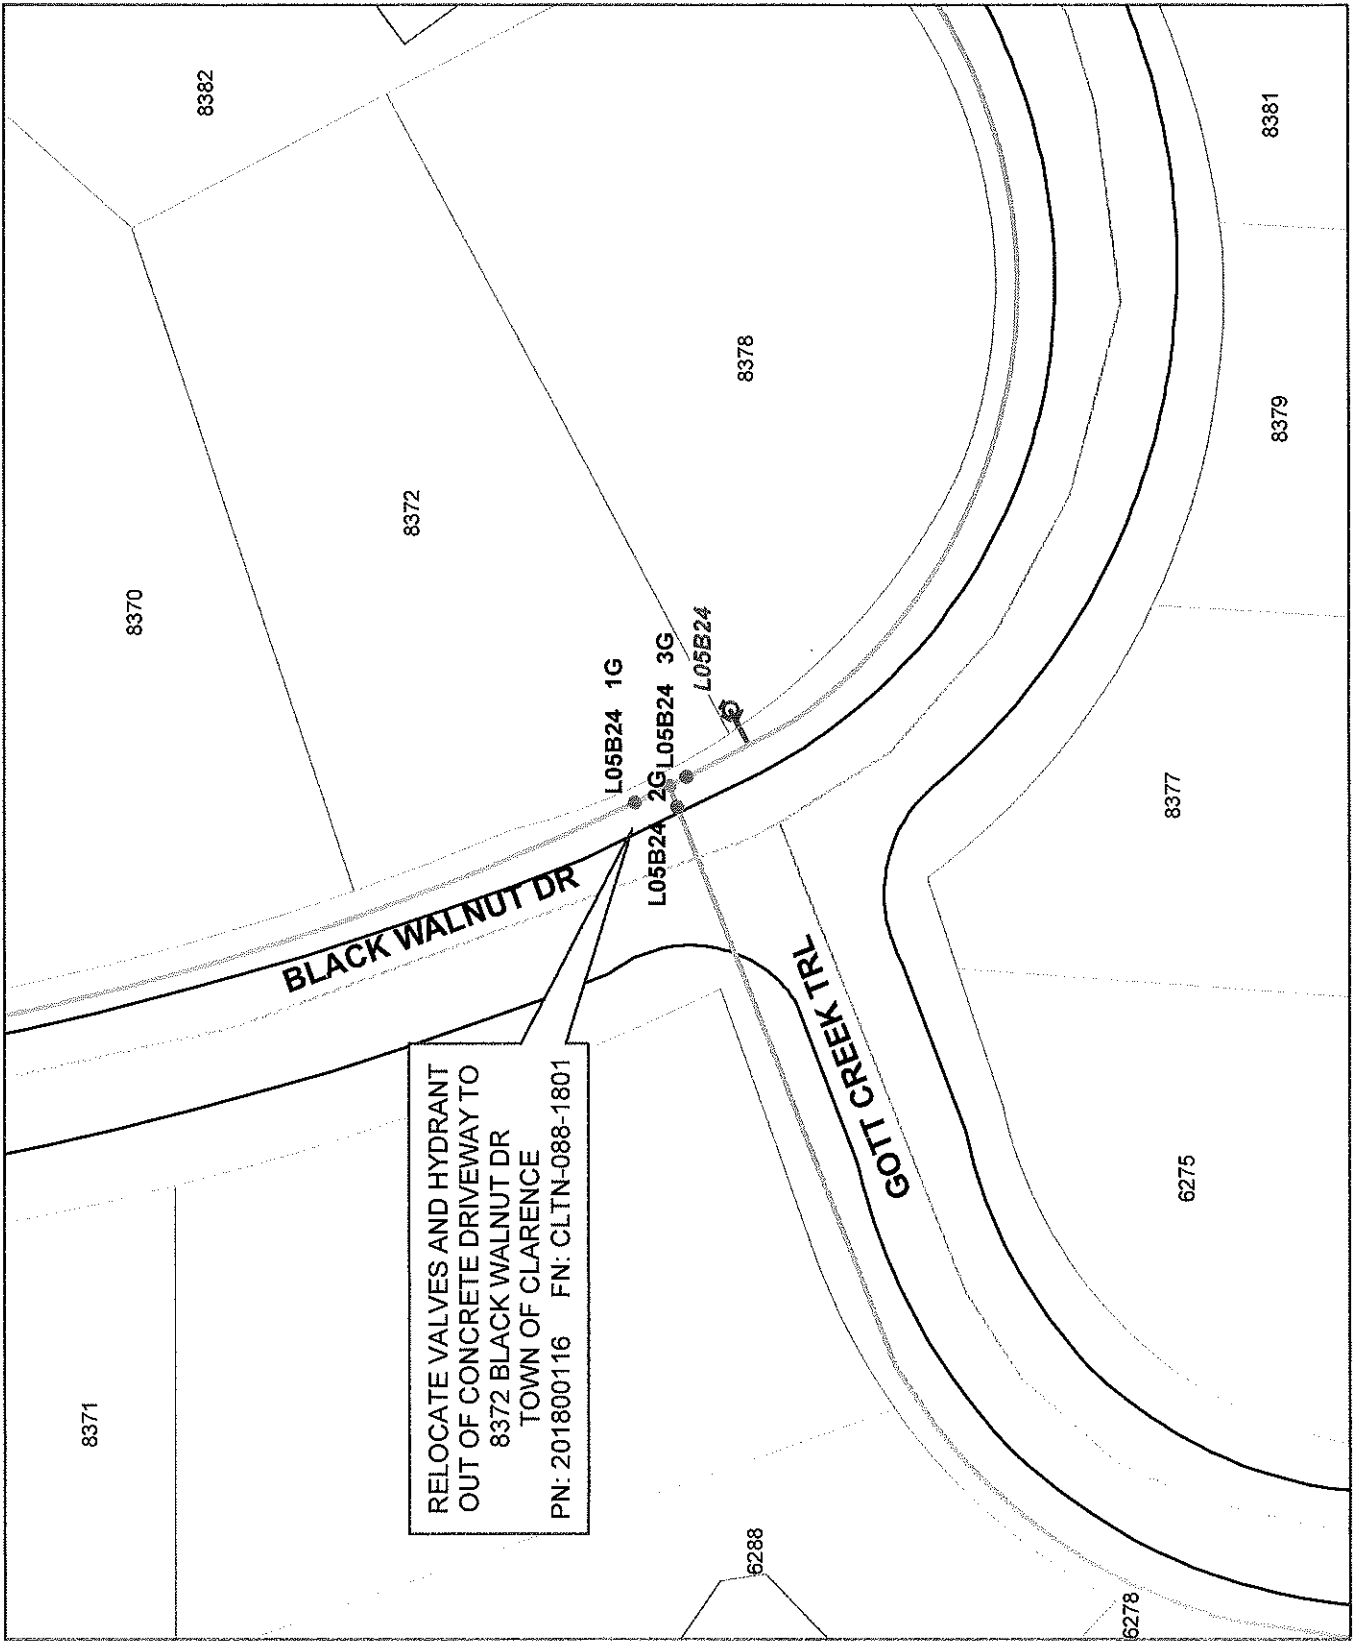 8382
8370
8372
8378
8381
8379
8377
6275
8371
6288
6278
BLACK WALNUT DR
GOTT CREEK TRL
L05B24 1G
L05B24 2G
L05B24 3G
L05B24
RELOCATE VALVES AND HYDRANT
OUT OF CONCRETE DRIVEWAY TO
8372 BLACK WALNUT DR
TOWN OF CLARENCE
PN: 201800116 FN: CLTN-088-1801